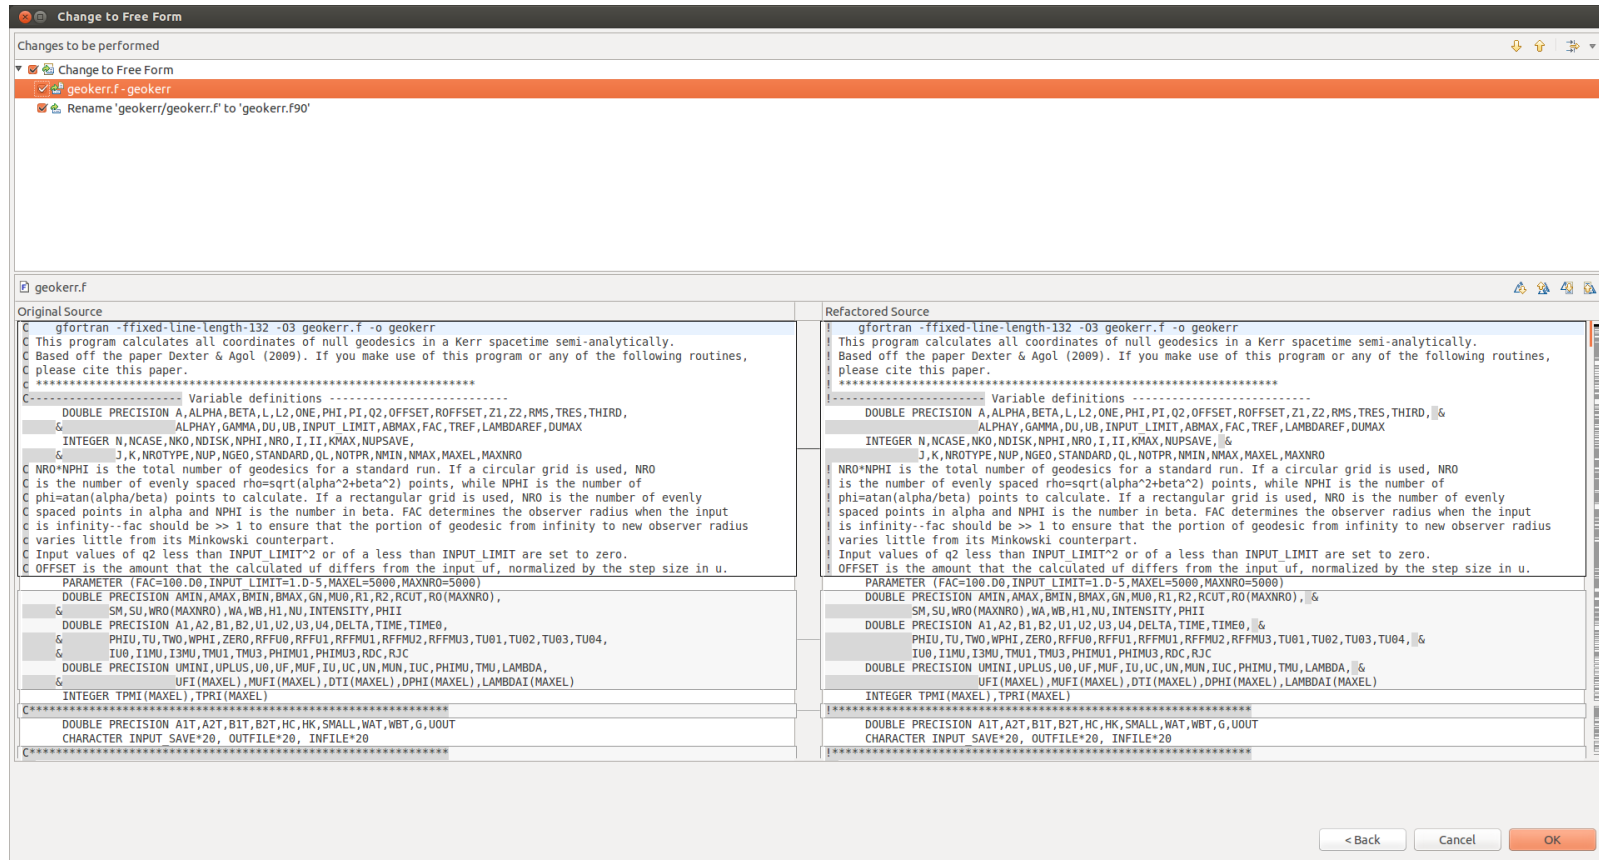 Change to Free Form
Changes to be performed
Change to Free Form
geokerr.f - geokerr
Rename 'geokerr/geokerr.f' to 'geokerr.f90'
geokerr.f
Original Source
C    gfortran -ffixed-line-length-132 -O3 geokerr.f -o geokerr
C This program calculates all coordinates of null geodesics in a Kerr spacetime semi-analytically.
C Based off the paper Dexter & Agol (2009). If you make use of this program or any of the following routines,
C please cite this paper.
c ******************************************************************
C----------------------- Variable definitions ---------------------------
      DOUBLE PRECISION A,ALPHA,BETA,L,L2,ONE,PHI,PI,Q2,OFFSET,ROFFSET,Z1,Z2,RMS,TRES,THIRD,
     &                 ALPHAY,GAMMA,DU,UB,INPUT_LIMIT,ABMAX,FAC,TREF,LAMBDAREF,DUMAX
      INTEGER N,NCASE,NKO,NDISK,NPHI,NRO,I,II,KMAX,NUPSAVE,
     &        J,K,NROTYPE,NUP,NGEO,STANDARD,QL,NOTPR,NMIN,NMAX,MAXEL,MAXNRO
C NRO*NPHI is the total number of geodesics for a standard run. If a circular grid is used, NRO
C is the number of evenly spaced rho=sqrt(alpha^2+beta^2) points, while NPHI is the number of
C phi=atan(alpha/beta) points to calculate. If a rectangular grid is used, NRO is the number of evenly
C spaced points in alpha and NPHI is the number in beta. FAC determines the observer radius when the input
C is infinity--fac should be >> 1 to ensure that the portion of geodesic from infinity to new observer radius
c varies little from its Minkowski counterpart.
C Input values of q2 less than INPUT_LIMIT^2 or of a less than INPUT_LIMIT are set to zero.
C OFFSET is the amount that the calculated uf differs from the input uf, normalized by the step size in u.
      PARAMETER (FAC=100.D0,INPUT_LIMIT=1.D-5,MAXEL=5000,MAXNRO=5000)
      DOUBLE PRECISION AMIN,AMAX,BMIN,BMAX,GN,MU0,R1,R2,RCUT,RO(MAXNRO),
     &       SM,SU,WRO(MAXNRO),WA,WB,H1,NU,INTENSITY,PHII
      DOUBLE PRECISION A1,A2,B1,B2,U1,U2,U3,U4,DELTA,TIME,TIME0,
     &       PHIU,TU,TWO,WPHI,ZERO,RFFU0,RFFU1,RFFMU1,RFFMU2,RFFMU3,TU01,TU02,TU03,TU04,
     &       IU0,I1MU,I3MU,TMU1,TMU3,PHIMU1,PHIMU3,RDC,RJC
      DOUBLE PRECISION UMINI,UPLUS,U0,UF,MUF,IU,UC,UN,MUN,IUC,PHIMU,TMU,LAMBDA,
     &                 UFI(MAXEL),MUFI(MAXEL),DTI(MAXEL),DPHI(MAXEL),LAMBDAI(MAXEL)
      INTEGER TPMI(MAXEL),TPRI(MAXEL)
C***************************************************************
      DOUBLE PRECISION A1T,A2T,B1T,B2T,HC,HK,SMALL,WAT,WBT,G,UOUT
      CHARACTER INPUT_SAVE*20, OUTFILE*20, INFILE*20
C***************************************************************
Refactored Source
!    gfortran -ffixed-line-length-132 -O3 geokerr.f -o geokerr
! This program calculates all coordinates of null geodesics in a Kerr spacetime semi-analytically.
! Based off the paper Dexter & Agol (2009). If you make use of this program or any of the following routines,
! please cite this paper.
! ******************************************************************
!----------------------- Variable definitions ---------------------------
      DOUBLE PRECISION A,ALPHA,BETA,L,L2,ONE,PHI,PI,Q2,OFFSET,ROFFSET,Z1,Z2,RMS,TRES,THIRD, &
                       ALPHAY,GAMMA,DU,UB,INPUT_LIMIT,ABMAX,FAC,TREF,LAMBDAREF,DUMAX
      INTEGER N,NCASE,NKO,NDISK,NPHI,NRO,I,II,KMAX,NUPSAVE, &
              J,K,NROTYPE,NUP,NGEO,STANDARD,QL,NOTPR,NMIN,NMAX,MAXEL,MAXNRO
! NRO*NPHI is the total number of geodesics for a standard run. If a circular grid is used, NRO
! is the number of evenly spaced rho=sqrt(alpha^2+beta^2) points, while NPHI is the number of
! phi=atan(alpha/beta) points to calculate. If a rectangular grid is used, NRO is the number of evenly
! spaced points in alpha and NPHI is the number in beta. FAC determines the observer radius when the input
! is infinity--fac should be >> 1 to ensure that the portion of geodesic from infinity to new observer radius
! varies little from its Minkowski counterpart.
! Input values of q2 less than INPUT_LIMIT^2 or of a less than INPUT_LIMIT are set to zero.
! OFFSET is the amount that the calculated uf differs from the input uf, normalized by the step size in u.
      PARAMETER (FAC=100.D0,INPUT_LIMIT=1.D-5,MAXEL=5000,MAXNRO=5000)
      DOUBLE PRECISION AMIN,AMAX,BMIN,BMAX,GN,MU0,R1,R2,RCUT,RO(MAXNRO), &
             SM,SU,WRO(MAXNRO),WA,WB,H1,NU,INTENSITY,PHII
      DOUBLE PRECISION A1,A2,B1,B2,U1,U2,U3,U4,DELTA,TIME,TIME0, &
             PHIU,TU,TWO,WPHI,ZERO,RFFU0,RFFU1,RFFMU1,RFFMU2,RFFMU3,TU01,TU02,TU03,TU04, &
             IU0,I1MU,I3MU,TMU1,TMU3,PHIMU1,PHIMU3,RDC,RJC
      DOUBLE PRECISION UMINI,UPLUS,U0,UF,MUF,IU,UC,UN,MUN,IUC,PHIMU,TMU,LAMBDA, &
                       UFI(MAXEL),MUFI(MAXEL),DTI(MAXEL),DPHI(MAXEL),LAMBDAI(MAXEL)
      INTEGER TPMI(MAXEL),TPRI(MAXEL)
!***************************************************************
      DOUBLE PRECISION A1T,A2T,B1T,B2T,HC,HK,SMALL,WAT,WBT,G,UOUT
      CHARACTER INPUT_SAVE*20, OUTFILE*20, INFILE*20
!***************************************************************
< Back
Cancel
OK